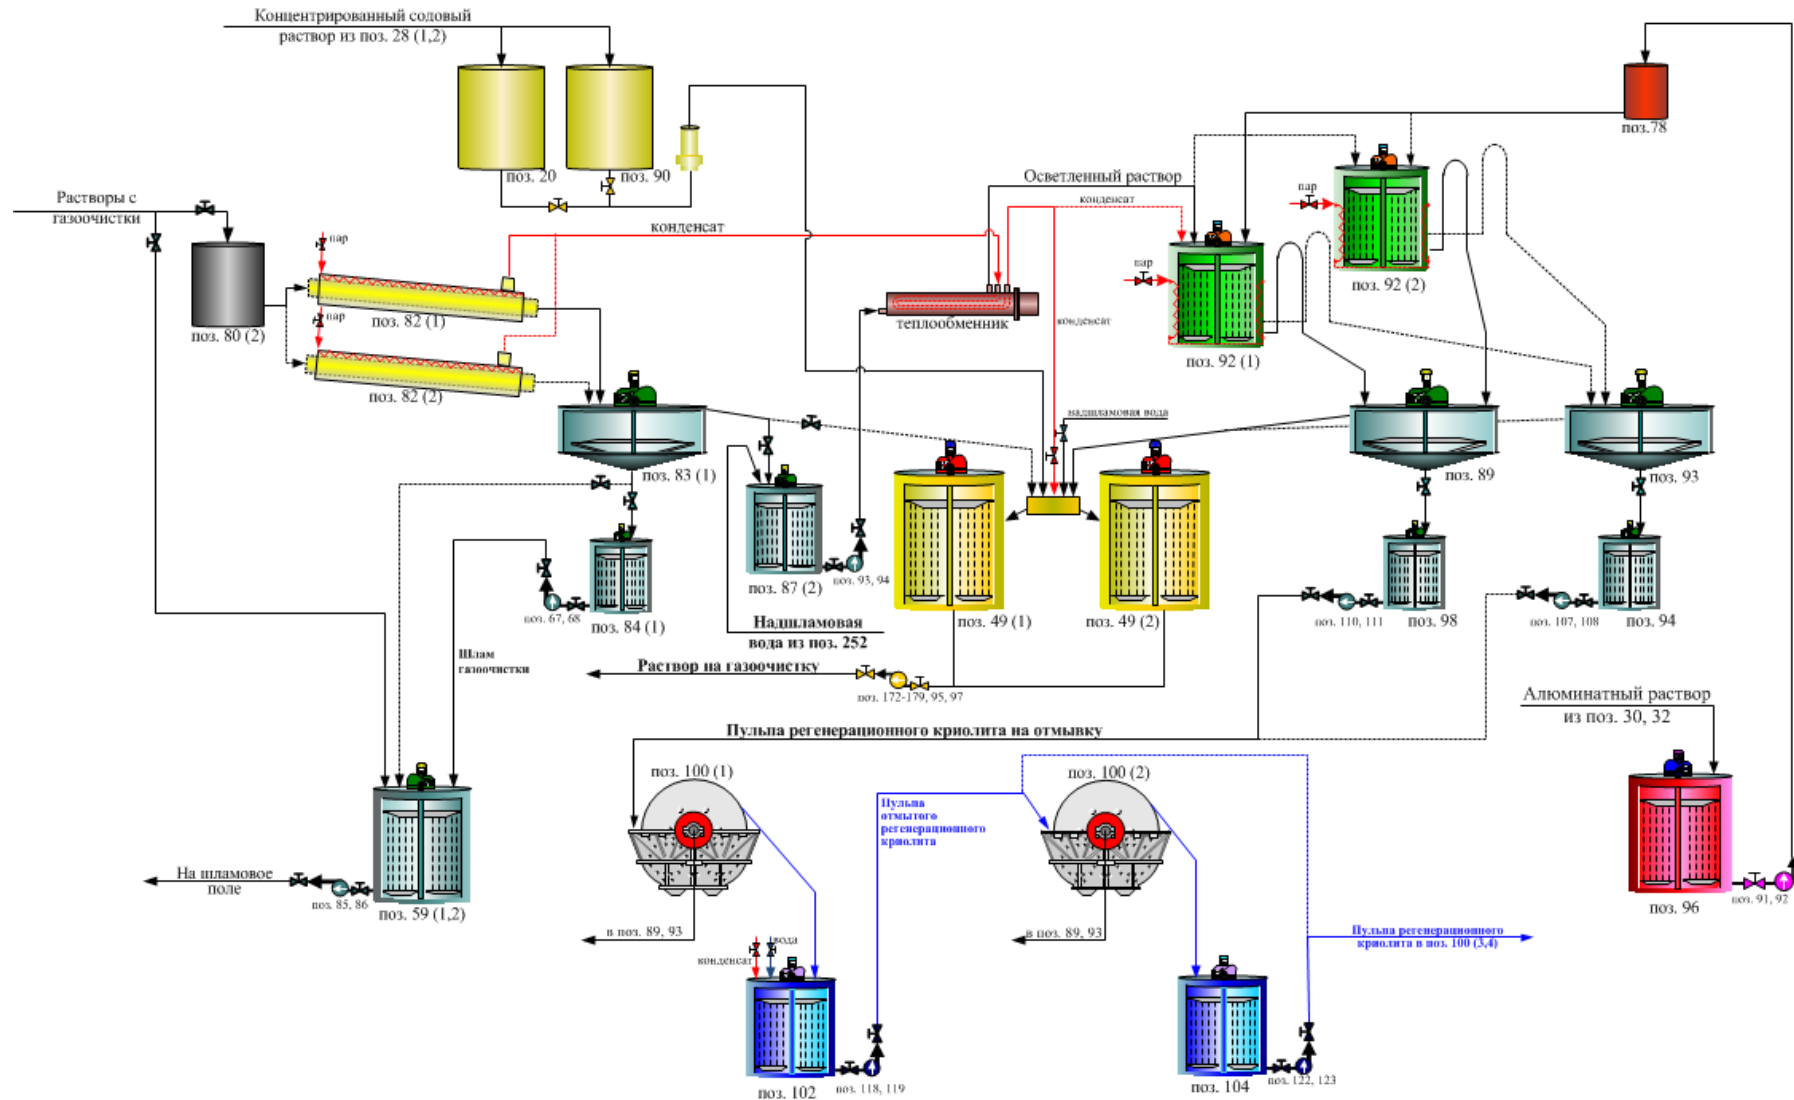 Концентрированный содовый
раствор из поз. 28 (1,2)
поз. 20
поз. 90
поз.78
Растворы с
газоочистки
Осветленный раствор
пар
конденсат
конденсат
пар
пар
поз. 92 (2)
поз. 80 (2)
поз. 82 (1)
пар
теплообменник
конденсат
поз. 92 (1)
поз. 82 (2)
надшламовая вода
поз. 83 (1)
поз. 89
поз. 93
поз. 87 (2)
поз. 93, 94
поз. 67, 68
поз. 84 (1)
Надшламовая
вода из поз. 252
поз. 49 (1)
поз. 49 (2)
поз. 110, 111
поз. 98
поз. 107, 108
поз. 94
Шлам
газоочистки
Раствор на газоочистку
поз. 172-179, 95, 97
Алюминатный раствор
из поз. 30, 32
Пульпа регенерационного криолита на отмывку
поз. 100 (1)
поз. 100 (2)
Пульпа
отмытого
регенерационного
криолита
На шламовое
поле
поз. 85, 86
поз. 59 (1,2)
поз. 96
поз. 91, 92
в поз. 89, 93
в поз. 89, 93
Пульпа регенерационного
криолита в поз. 100 (3,4)
вода
конденсат
поз. 102
поз. 118, 119
поз. 104
поз. 122, 123